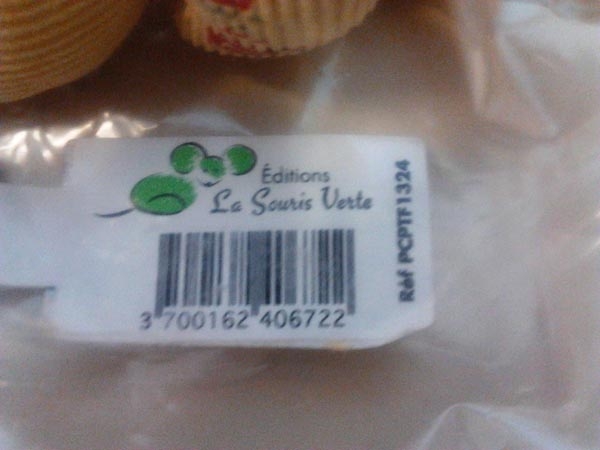 Éditions
La Souris Verte
3 700162 406722
Réf PCPTF1324